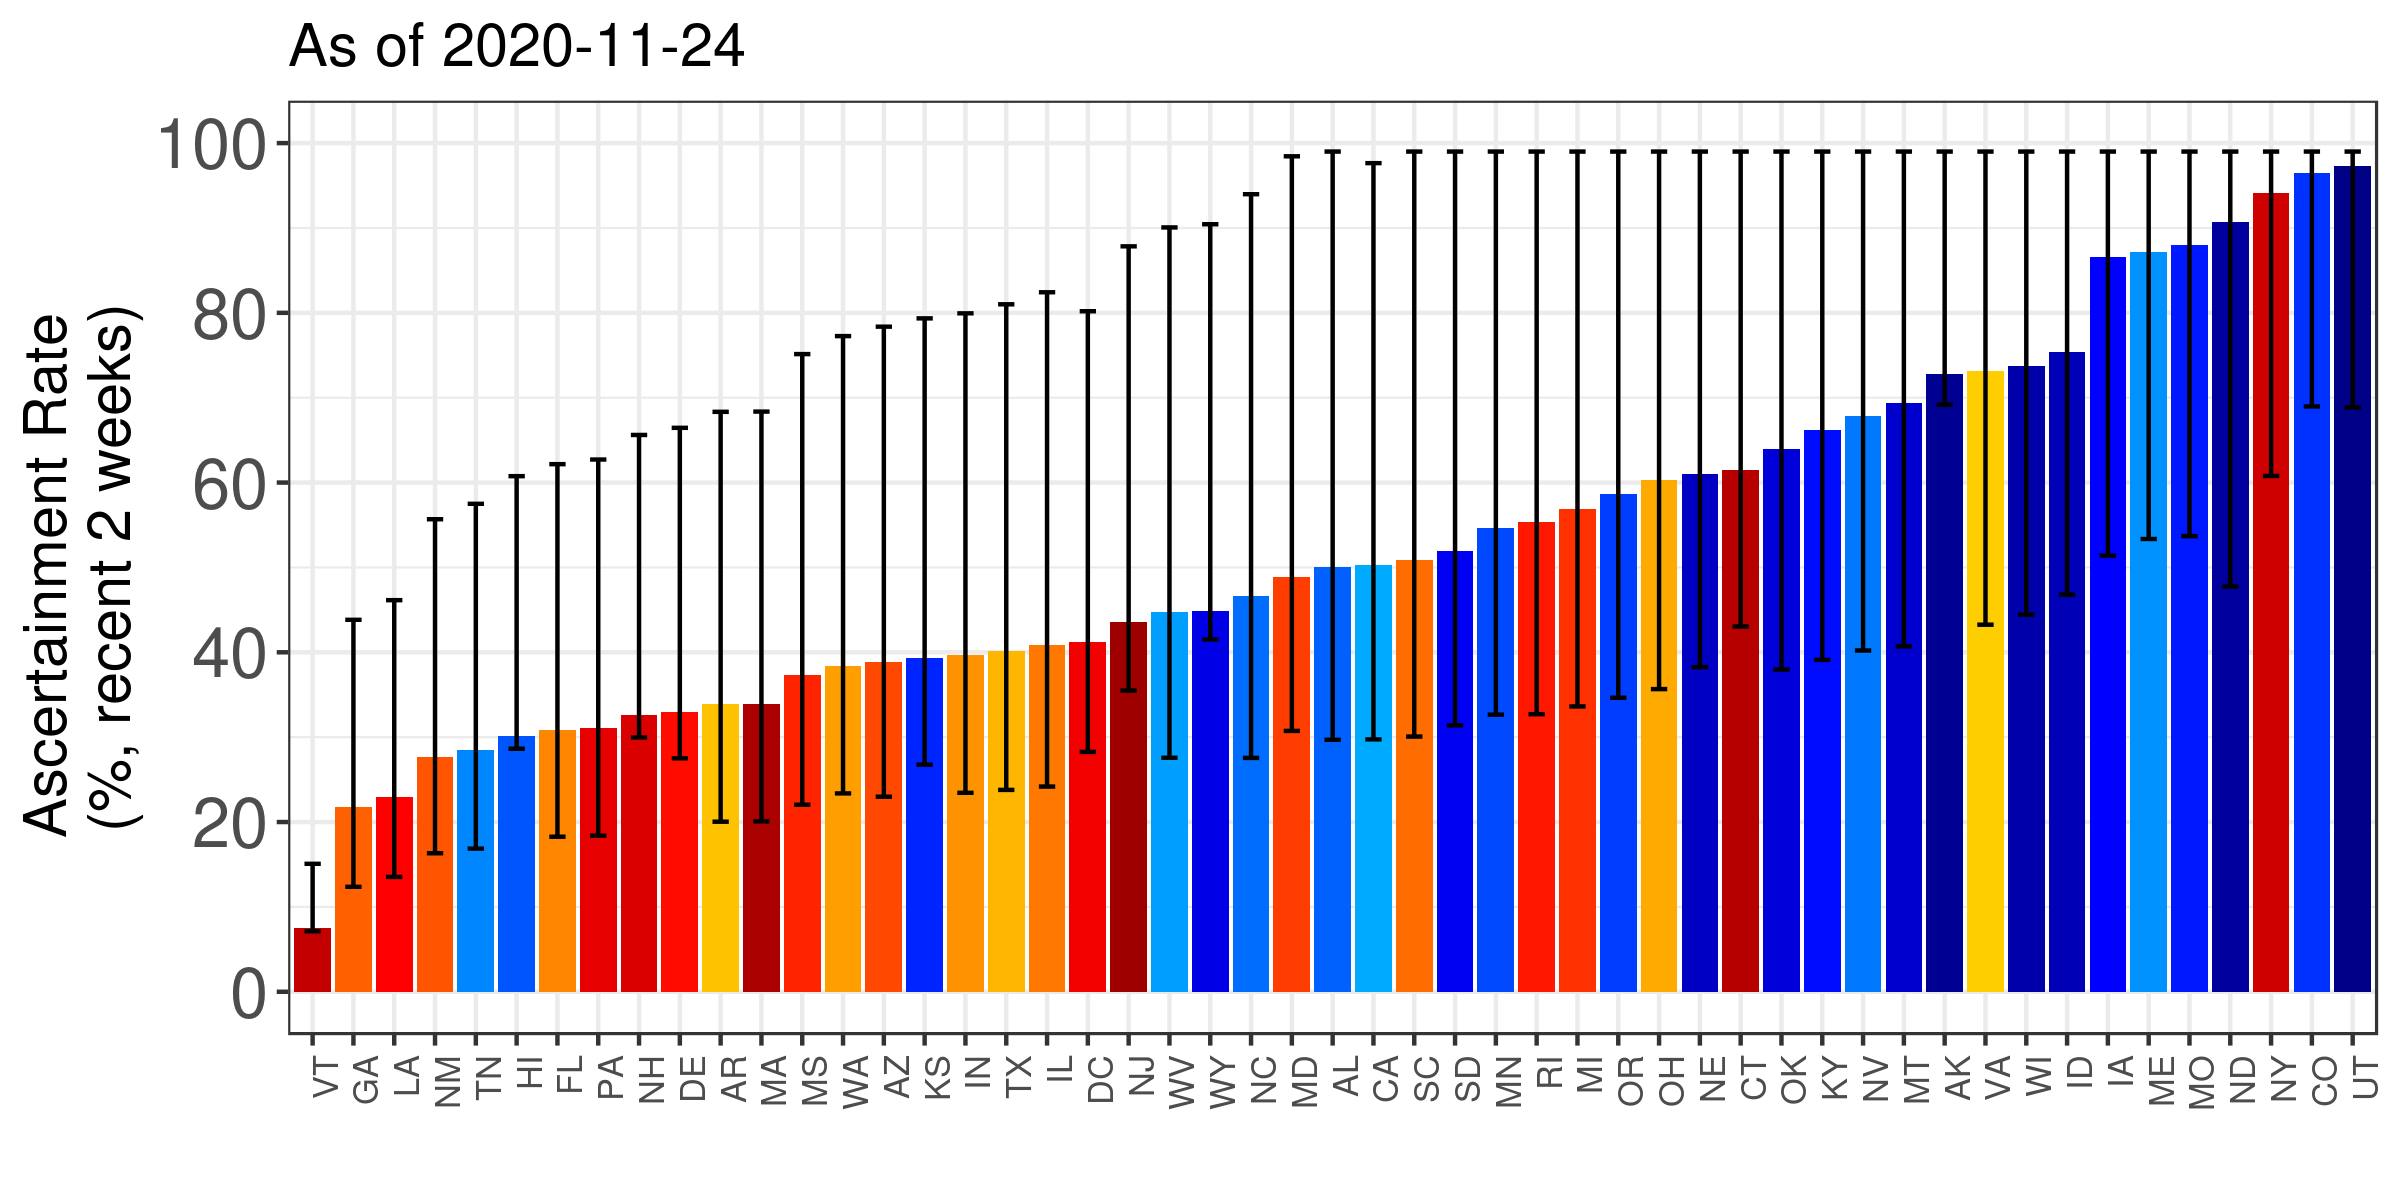 As of 2020-11-24
Ascertainment Rate
(%, recent 2 weeks)
100
80
60
40
20
0
VT GA LA NM TN HI FL PA NH DE AR MA MS WA AZ KS IN TX IL DC NJ WV WY NC MD AL CA SC SD MN RI MI OR OH NE CT OK KY NV MT AK VA WI ID IA ME MO ND NY CO UT